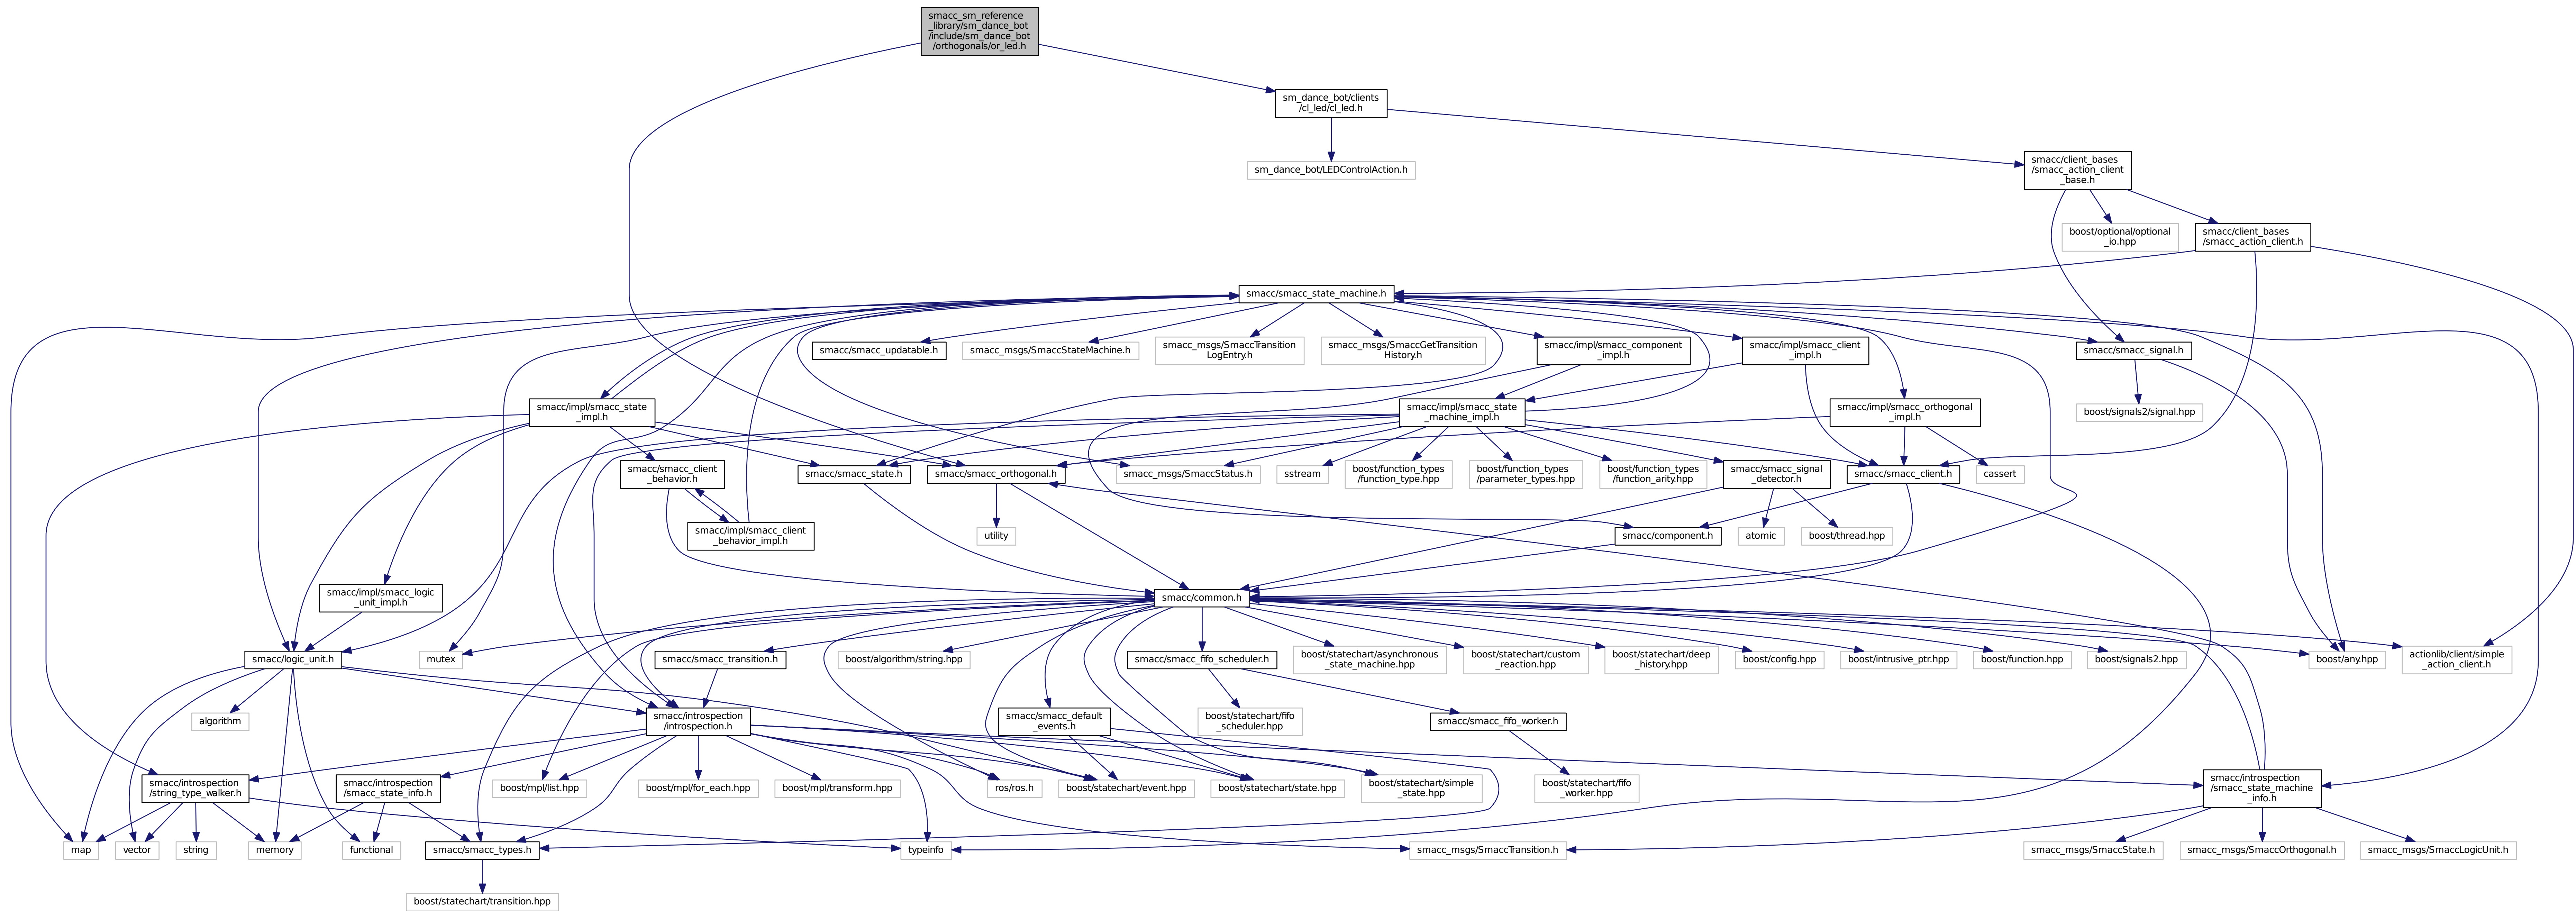 smacc_sm_reference
_library/sm_dance_bot
/include/sm_dance_bot
/orthogonals/or_led.h
sm_dance_bot/clients
/cl_led/cl_led.h
sm_dance_bot/LEDControlAction.h
smacc/client_bases
/smacc_action_client
_base.h
boost/optional/optional
_io.hpp
smacc/client_bases
/smacc_action_client.h
smacc/smacc_state_machine.h
smacc/smacc_updatable.h
smacc_msgs/SmaccStateMachine.h
smacc_msgs/SmaccTransition
LogEntry.h
smacc_msgs/SmaccGetTransition
History.h
smacc/impl/smacc_component
_impl.h
smacc/impl/smacc_client
_impl.h
smacc/smacc_signal.h
smacc/impl/smacc_state
_impl.h
smacc/impl/smacc_state
_machine_impl.h
smacc/impl/smacc_orthogonal
_impl.h
boost/signals2/signal.hpp
smacc/smacc_client
_behavior.h
smacc/smacc_state.h
smacc/smacc_orthogonal.h
smacc_msgs/SmaccStatus.h
sstream
boost/function_types
/function_type.hpp
boost/function_types
/parameter_types.hpp
boost/function_types
/function_arity.hpp
smacc/smacc_signal
_detector.h
smacc/smacc_client.h
cassert
smacc/impl/smacc_client
_behavior_impl.h
utility
smacc/component.h
atomic
boost/thread.hpp
smacc/impl/smacc_logic
_unit_impl.h
smacc/common.h
smacc/logic_unit.h
mutex
smacc/smacc_transition.h
boost/algorithm/string.hpp
smacc/smacc_fifo_scheduler.h
boost/statechart/asynchronous
_state_machine.hpp
boost/statechart/custom
_reaction.hpp
boost/statechart/deep
_history.hpp
boost/config.hpp
boost/intrusive_ptr.hpp
boost/function.hpp
boost/signals2.hpp
boost/any.hpp
actionlib/client/simple
_action_client.h
algorithm
smacc/introspection
/introspection.h
smacc/smacc_default
_events.h
boost/statechart/fifo
_scheduler.hpp
smacc/smacc_fifo_worker.h
smacc/introspection
/string_type_walker.h
smacc/introspection
/smacc_state_info.h
boost/mpl/list.hpp
boost/mpl/for_each.hpp
boost/mpl/transform.hpp
ros/ros.h
boost/statechart/event.hpp
boost/statechart/state.hpp
boost/statechart/simple
_state.hpp
boost/statechart/fifo
_worker.hpp
smacc/introspection
/smacc_state_machine
_info.h
map
vector
string
memory
functional
smacc/smacc_types.h
typeinfo
smacc_msgs/SmaccTransition.h
smacc_msgs/SmaccState.h
smacc_msgs/SmaccOrthogonal.h
smacc_msgs/SmaccLogicUnit.h
boost/statechart/transition.hpp